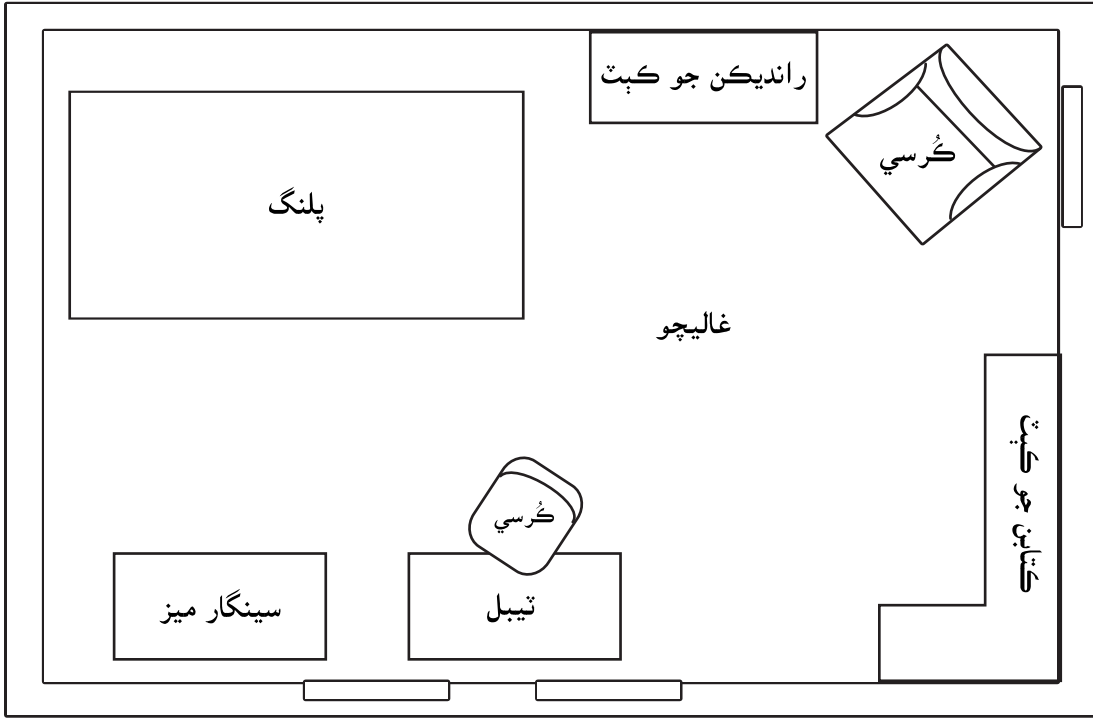 رانديڪن جو ڪٻٽ
ڪُرسي
پلنگ
غاليچو
ڪتابن جو ڪٻٽ
ڪُرسي
ٽيبل
سينگار ميز